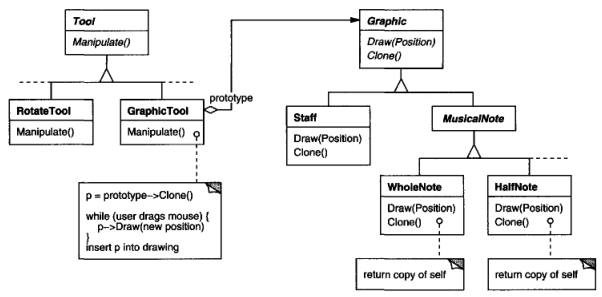 Tool
Manipulate()
RotateTool
Manipulate()
GraphicTool
Manipulate()
prototype
p = prototype–>Clone()
while (user drags mouse) {
p–>Draw(new position)
}
insert p into drawing
Graphic
Draw(Position)
Clone()
Staff
Draw(Position)
Clone()
MusicalNote
WholeNote
Draw(Position)
Clone()
return copy of self
HalfNote
Draw(Position)
Clone()
return copy of self